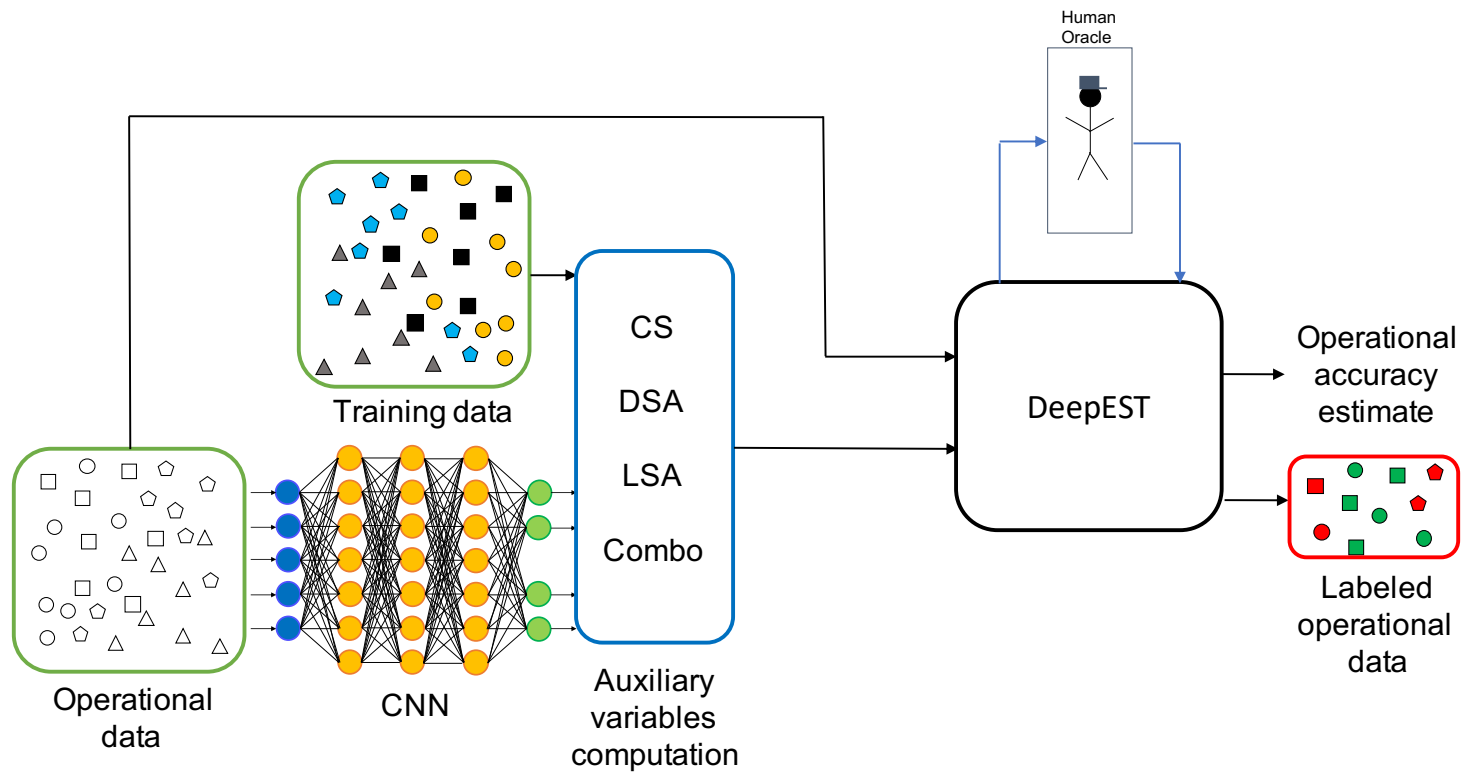 Human
Oracle
Training data
CS
DSA
LSA
Combo
DeepEST
Operational
accuracy
estimate
Labeled
operational
data
Operational
data
CNN
Auxiliary
variables
computation